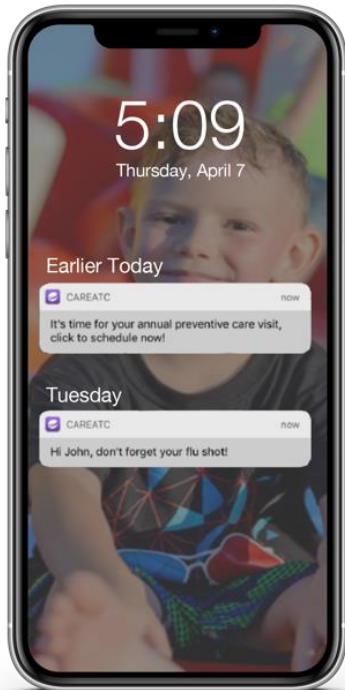 5:09
Thursday, April 7
Earlier Today
CAREATC now
It's time for your annual preventive care visit,
click to schedule now!
Tuesday
CAREATC now
Hi John, don't forget your flu shot!